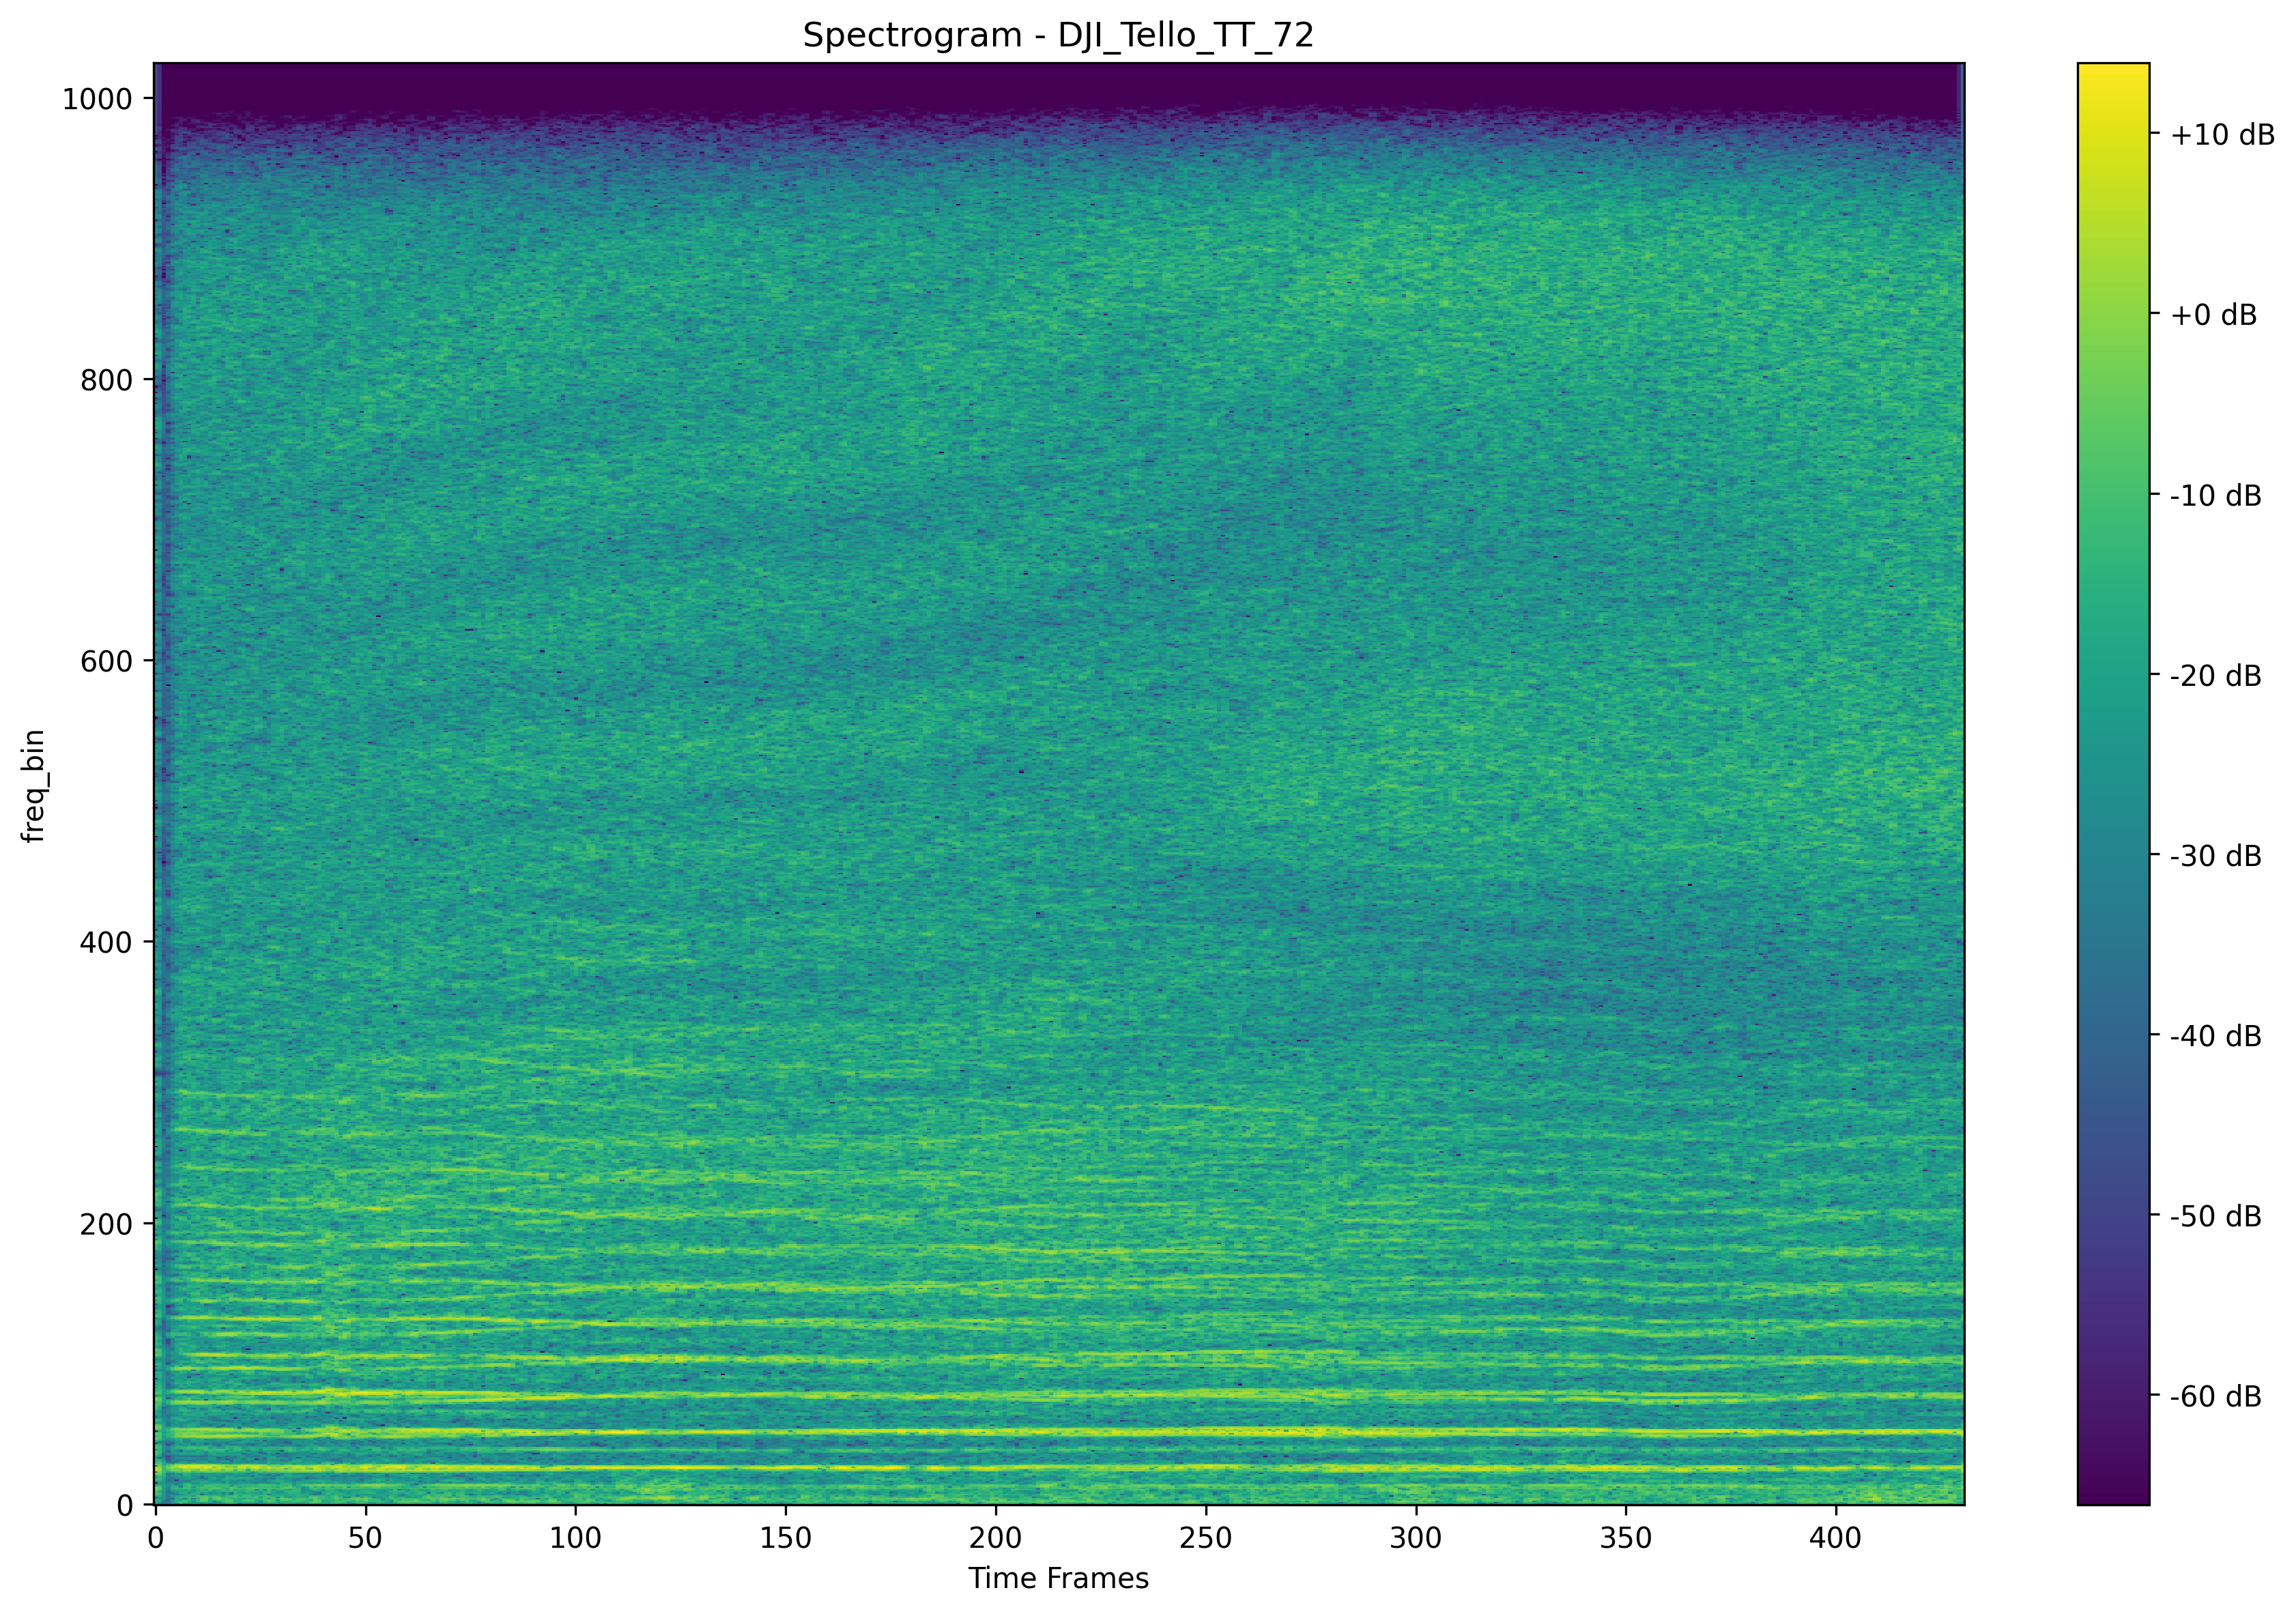 Spectrogram - DJI_Tello_TT_72
1000
800
600
400
200
0
freq_bin
0 50 100 150 200 250 300 350 400
Time Frames
+10 dB
+0 dB
-10 dB
-20 dB
-30 dB
-40 dB
-50 dB
-60 dB